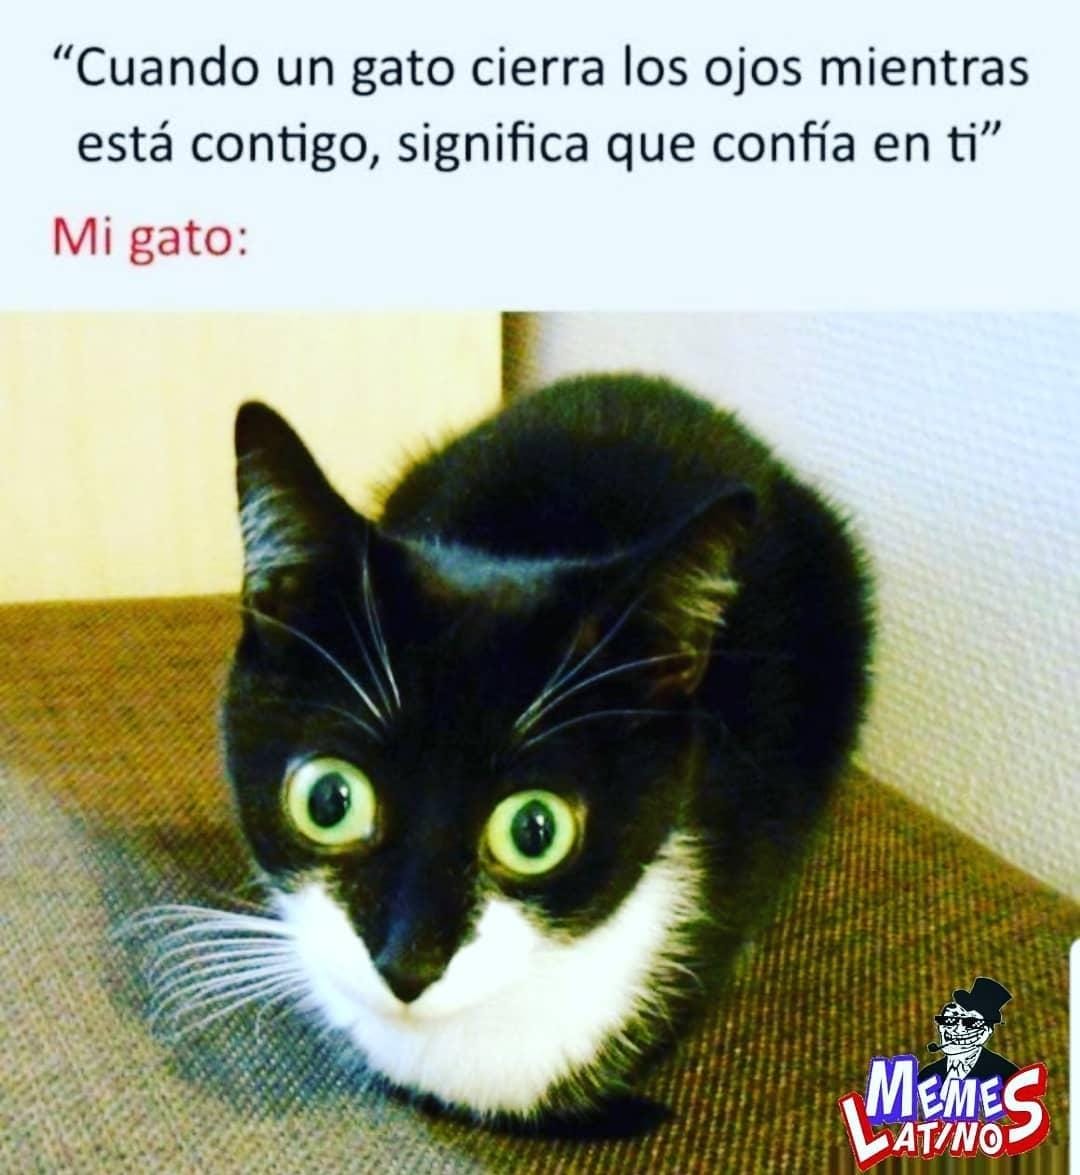 “Cuando un gato cierra los ojos mientras
está contigo, significa que confía en ti”
Mi gato:
MEMES
LATINOS